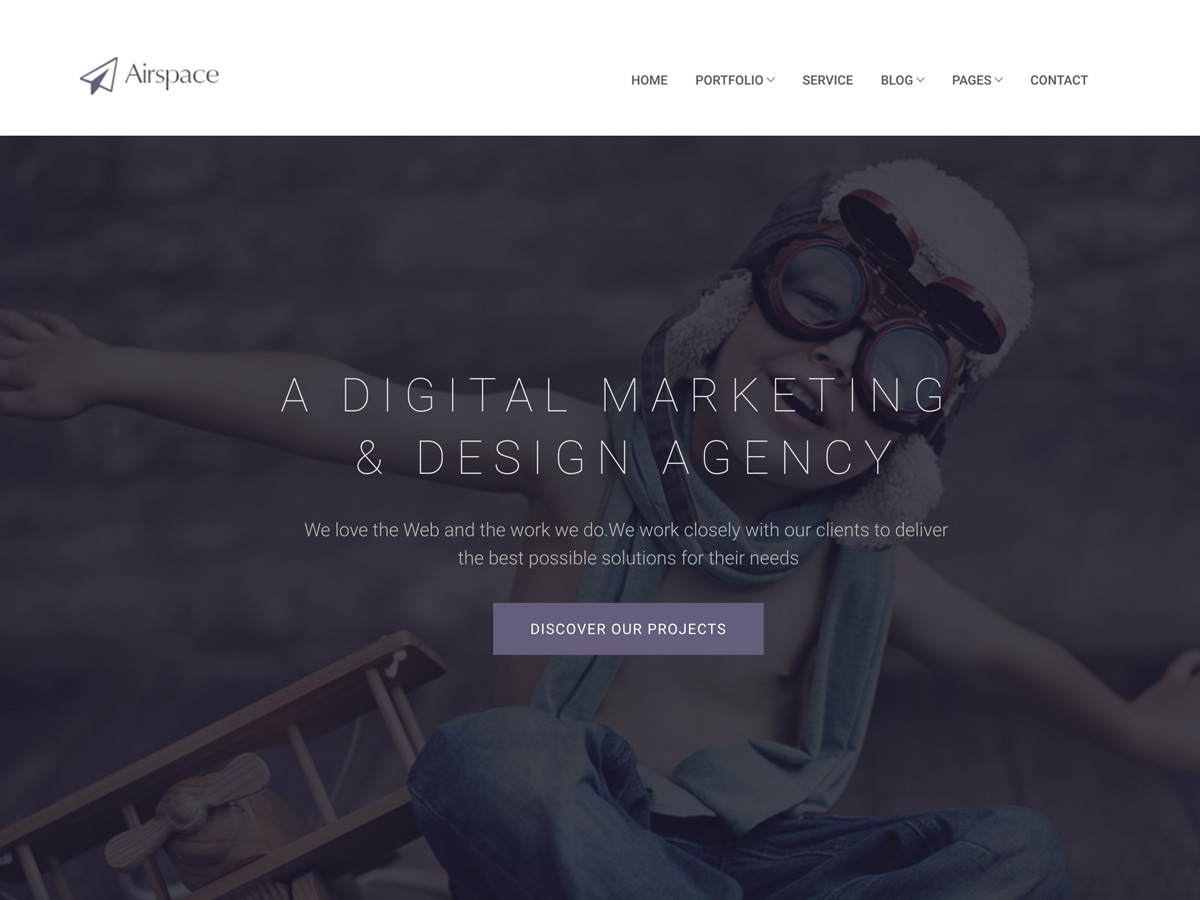 Airspace
HOME PORTFOLIO SERVICE BLOG PAGES CONTACT
A DIGITAL MARKETING
& DESIGN AGENCY
We love the Web and the work we do.We work closely with our clients to deliver
the best possible solutions for their needs
DISCOVER OUR PROJECTS